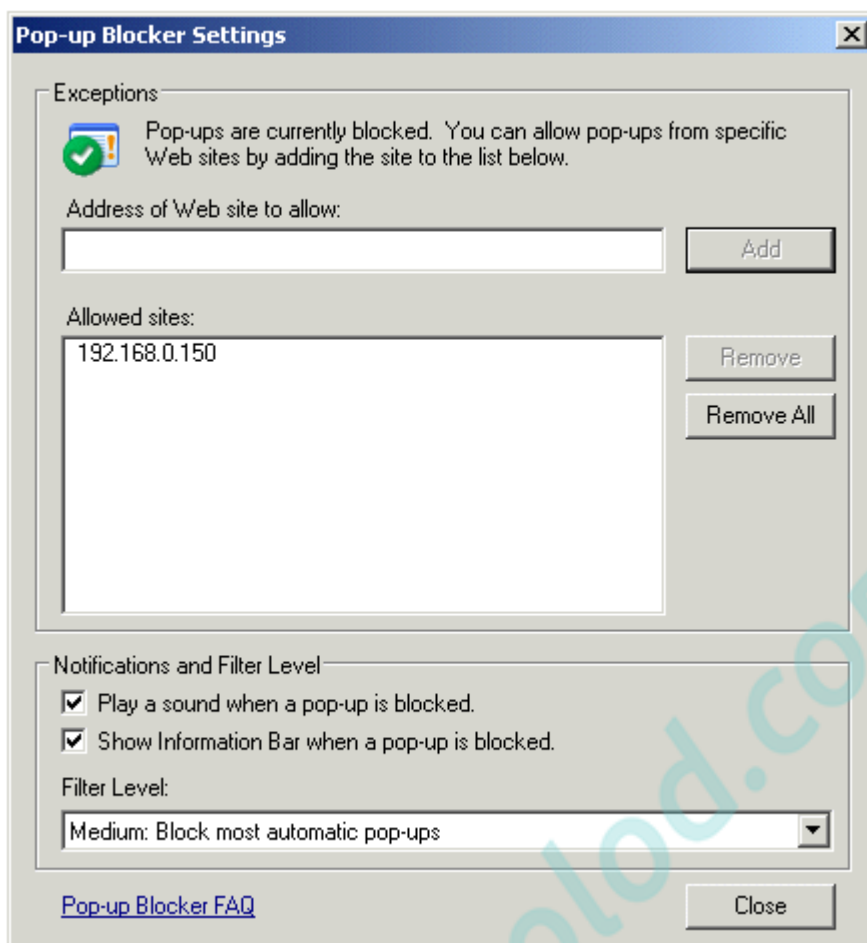 Pop-up Blocker Settings
Exceptions
Pop-ups are currently blocked. You can allow pop-ups from specific
Web sites by adding the site to the list below.
Address of Web site to allow:
Add
Allowed sites:
192.168.0.150
Remove
Remove All
Notifications and Filter Level
Play a sound when a pop-up is blocked.
Show Information Bar when a pop-up is blocked.
Filter Level:
Medium: Block most automatic pop-ups
Pop-up Blocker FAQ
Close